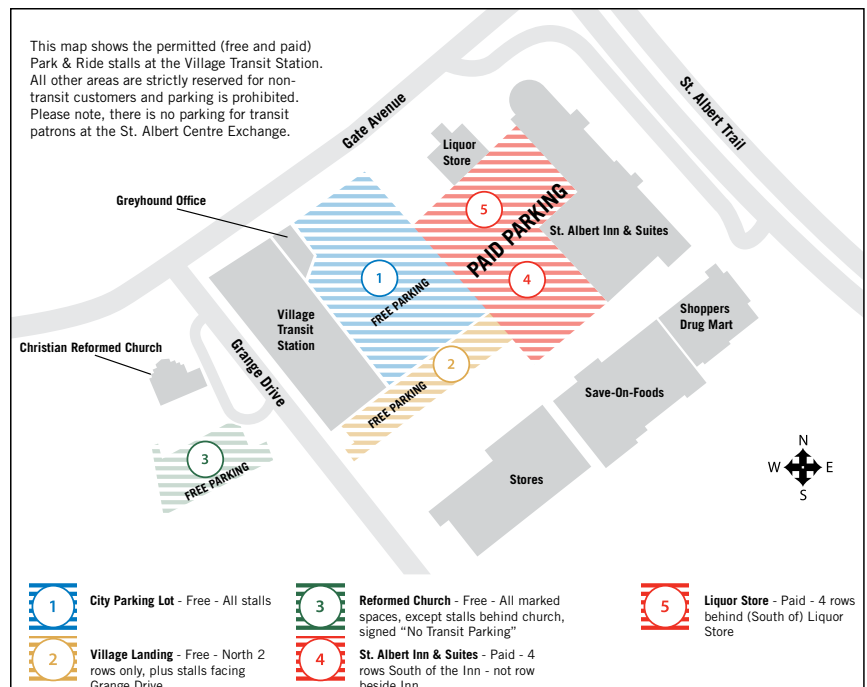 This map shows the permitted (free and paid)
Park & Ride stalls at the Village Transit Station.
All other areas are strictly reserved for non-
transit customers and parking is prohibited.
Please note, there is no parking for transit
patrons at the St. Albert Centre Exchange.
Gate Avenue
St. Albert Trail
Liquor
Store
Greyhound Office
5
PAID PARKING
St. Albert Inn & Suites
1
4
FREE PARKING
Village
Transit
Station
Shoppers
Drug Mart
Christian Reformed Church
Grange Drive
2
FREE PARKING
Save-On-Foods
3
FREE PARKING
Stores
N
W E
S
1
City Parking Lot - Free - All stalls
2
Village Landing - Free - North 2
rows only, plus stalls facing
Grange Drive
3
Reformed Church - Free - All marked
spaces, except stalls behind church,
signed “No Transit Parking”
4
St. Albert Inn & Suites - Paid - 4
rows South of the Inn - not row
beside Inn
5
Liquor Store - Paid - 4 rows
behind (South of) Liquor
Store